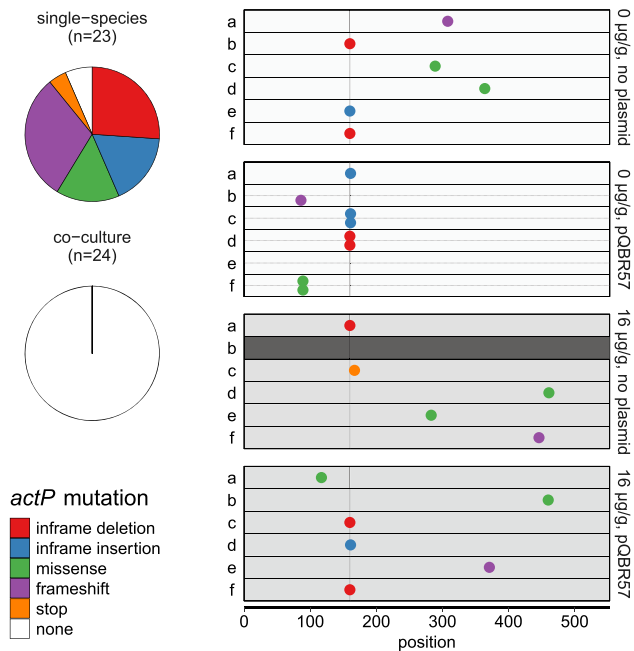 single−species
(n=23)
co−culture
(n=24)
actP mutation
inframe deletion
inframe insertion
missense
frameshift
stop
none
a
b
c
d
e
f
0 µg/g, no plasmid
a
b
c
d
e
f
0 µg/g, pQBR57
a
b
c
d
e
f
16 µg/g, no plasmid
a
b
c
d
e
f
16 µg/g, pQBR57
0 100 200 300 400 500
position